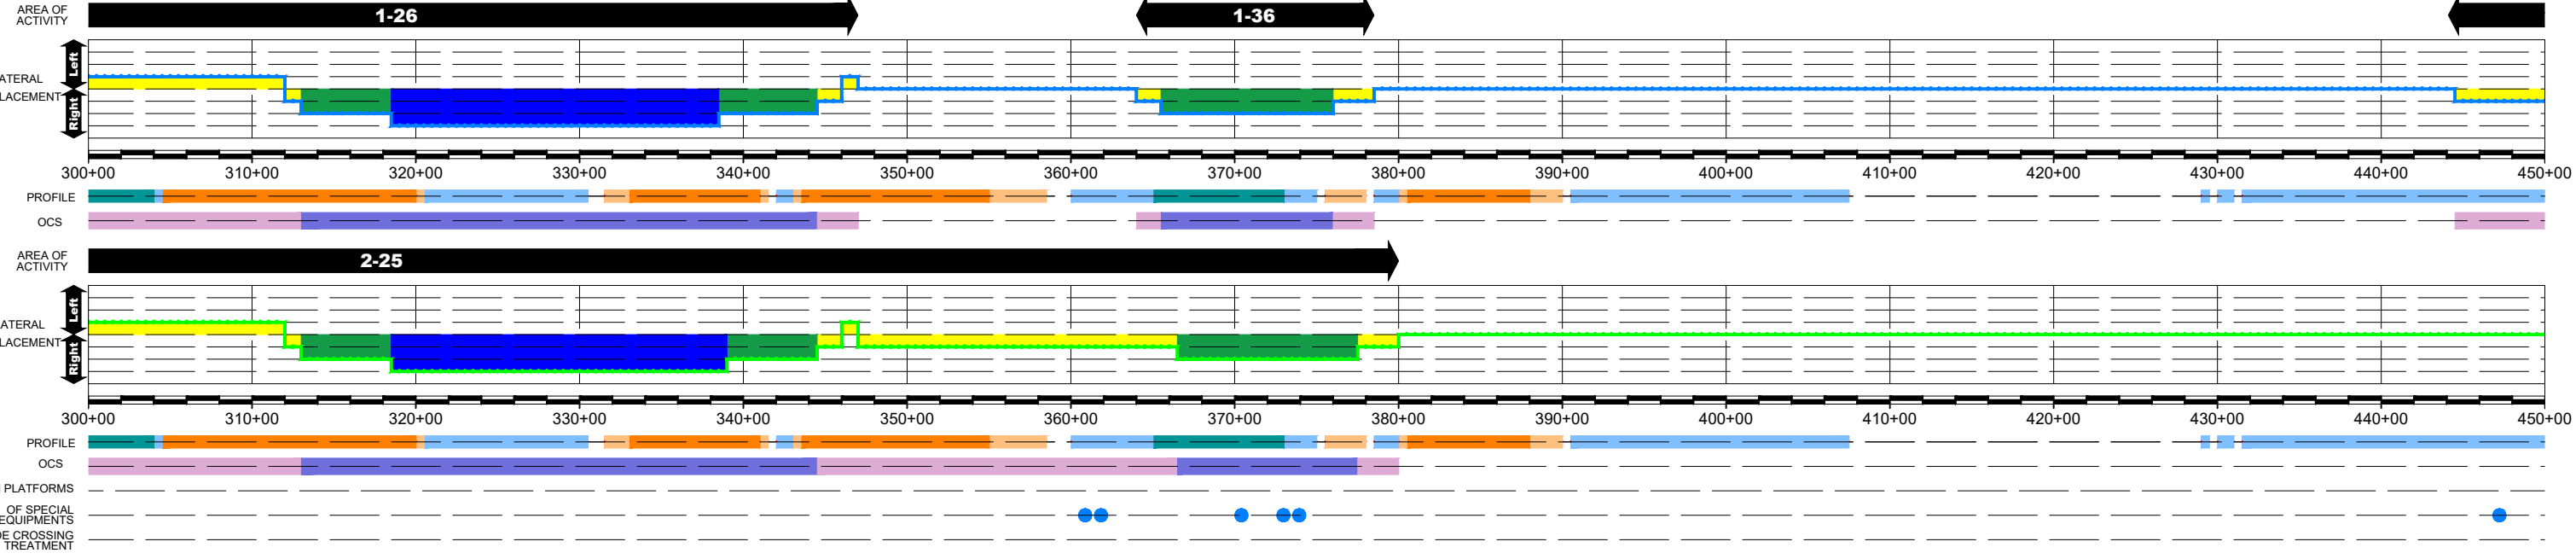 AREA OF
ACTIVITY
1-26
1-36
Left
Right
ATERAL
LACEMENT
300+00 310+00 320+00 330+00 340+00 350+00 360+00 370+00 380+00 390+00 400+00 410+00 420+00 430+00 440+00 450+00
PROFILE
OCS
AREA OF
ACTIVITY
2-25
Left
Right
ATERAL
LACEMENT
300+00 310+00 320+00 330+00 340+00 350+00 360+00 370+00 380+00 390+00 400+00 410+00 420+00 430+00 440+00 450+00
PROFILE
OCS
PLATFORMS
OF SPECIAL
EQUIPMENTS
DE CROSSING
TREATMENT